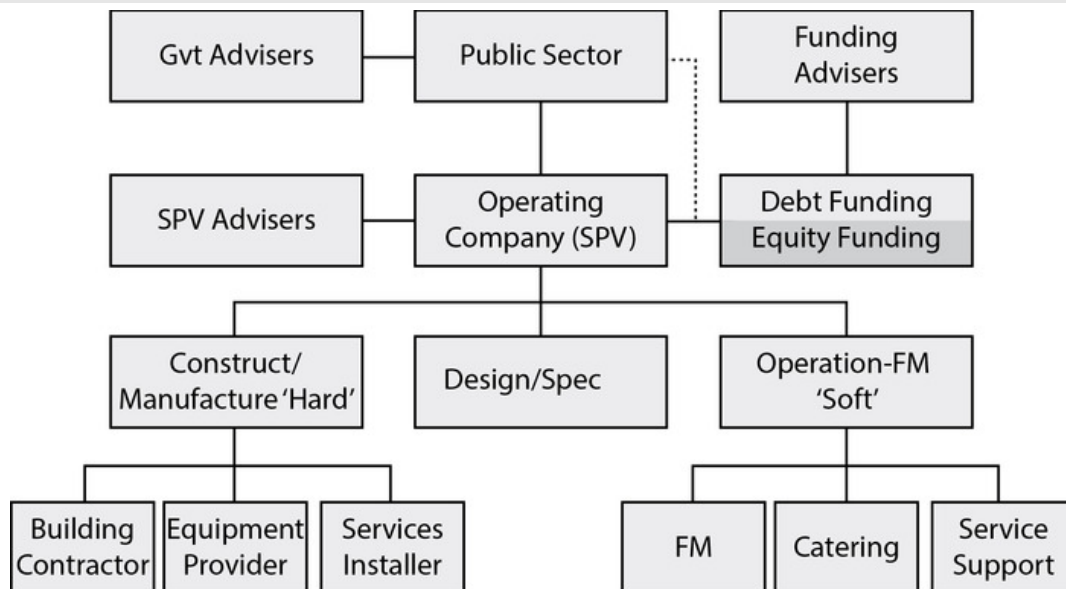 Gvt Advisers
Public Sector
Funding
Advisers
SPV Advisers
Operating
Company (SPV)
Debt Funding
Equity Funding
Construct/
Manufacture ‘Hard’
Design/Spec
Operation-FM
‘Soft’
Building
Contractor
Equipment
Provider
Services
Installer
FM
Catering
Service
Support